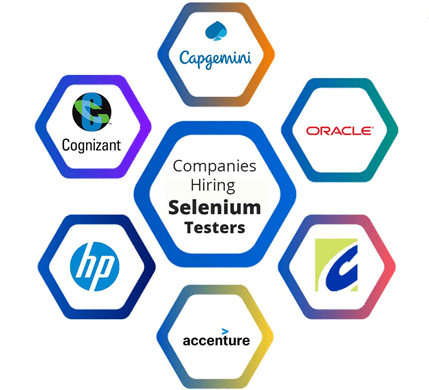 Capgemini
Cognizant
ORACLE
Companies
Hiring
Selenium
Testers
hp
accenture